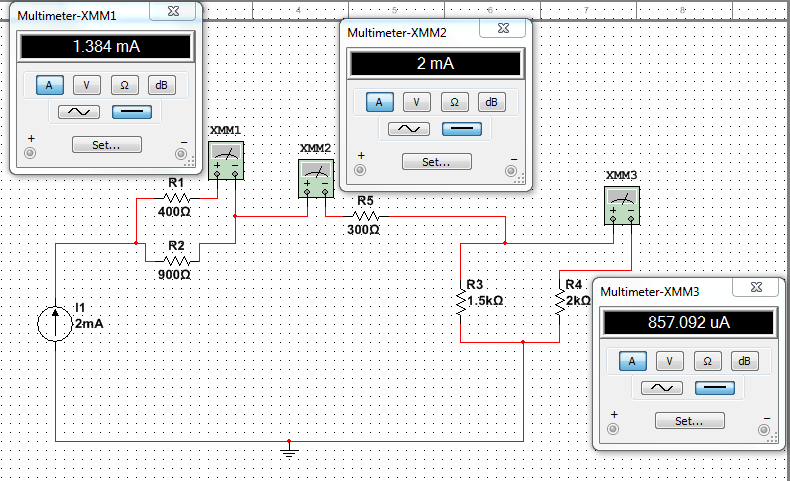 4 5 6 7 8
Multimeter-XMM1
1.384 mA
A V Ω dB
+ Set... −
Multimeter-XMM2
2 mA
A V Ω dB
+ Set... −
XMM1
XMM2
XMM3
R1
400Ω
R2
900Ω
R5
300Ω
I1
2mA
R3
1.5kΩ
R4
2kΩ
Multimeter-XMM3
857.092 uA
A V Ω dB
+ Set... −